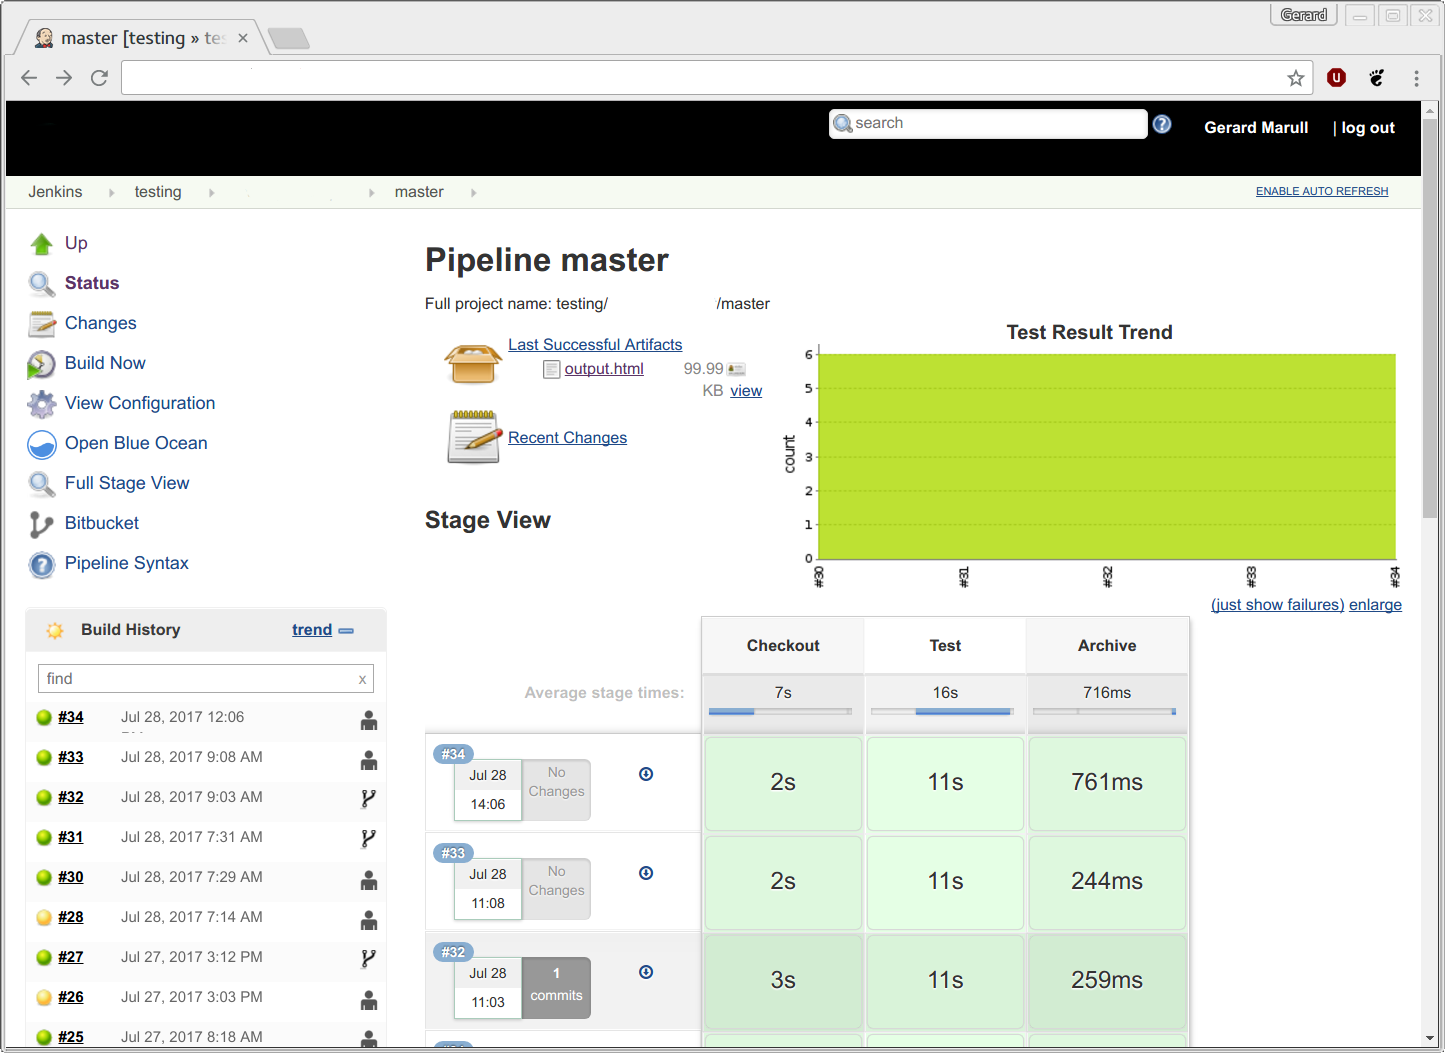 Gerard
master [testing » tes
search
Gerard Marull
| log out
Jenkins
testing
master
ENABLE AUTO REFRESH
Up
Status
Changes
Build Now
View Configuration
Open Blue Ocean
Full Stage View
Bitbucket
Pipeline Syntax
Build History
trend
find
x
#34 Jul 28, 2017 12:06
#33 Jul 28, 2017 9:08 AM
#32 Jul 28, 2017 9:03 AM
#31 Jul 28, 2017 7:31 AM
#30 Jul 28, 2017 7:29 AM
#28 Jul 28, 2017 7:14 AM
#27 Jul 27, 2017 3:12 PM
#26 Jul 27, 2017 3:03 PM
#25 Jul 27, 2017 8:18 AM
Pipeline master
Full project name: testing/ /master
Last Successful Artifacts
output.html
99.99
KB view
Recent Changes
Test Result Trend
count
6
5
4
3
2
1
0
#30 #31 #32 #33 #34
(just show failures) enlarge
Stage View
Checkout Test Archive
Average stage times:
7s 16s 716ms
#34
Jul 28
14:06
No
Changes
2s 11s 761ms
#33
Jul 28
11:08
No
Changes
2s 11s 244ms
#32
Jul 28
11:03
1
commits
3s 11s 259ms